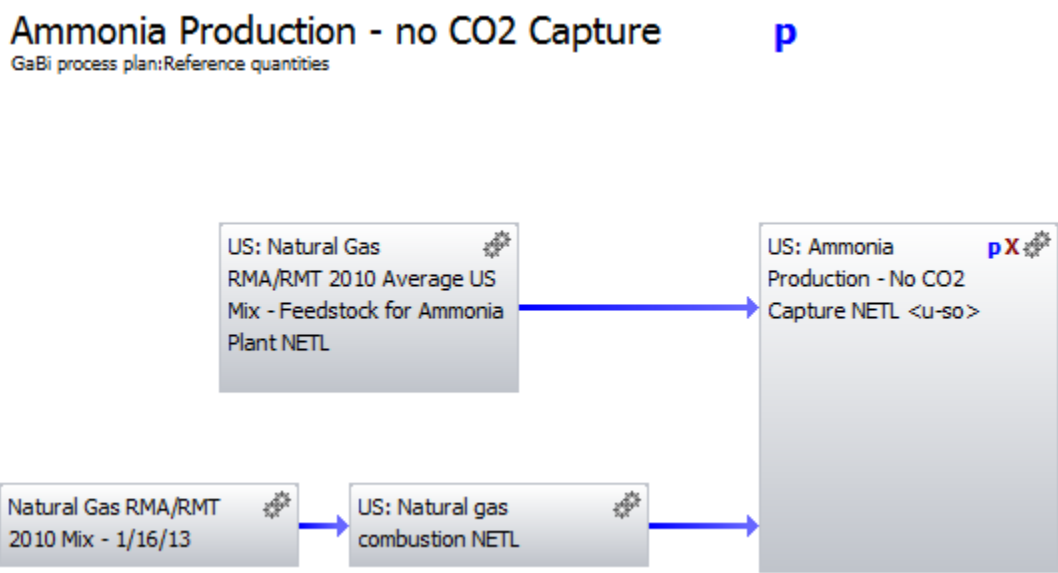 Ammonia Production - no CO2 Capture p
GaBi process plan:Reference quantities
US: Natural Gas
RMA/RMT 2010 Average US
Mix - Feedstock for Ammonia
Plant NETL
US: Ammonia pX
Production - No CO2
Capture NETL <u-so>
Natural Gas RMA/RMT
2010 Mix - 1/16/13
US: Natural gas
combustion NETL